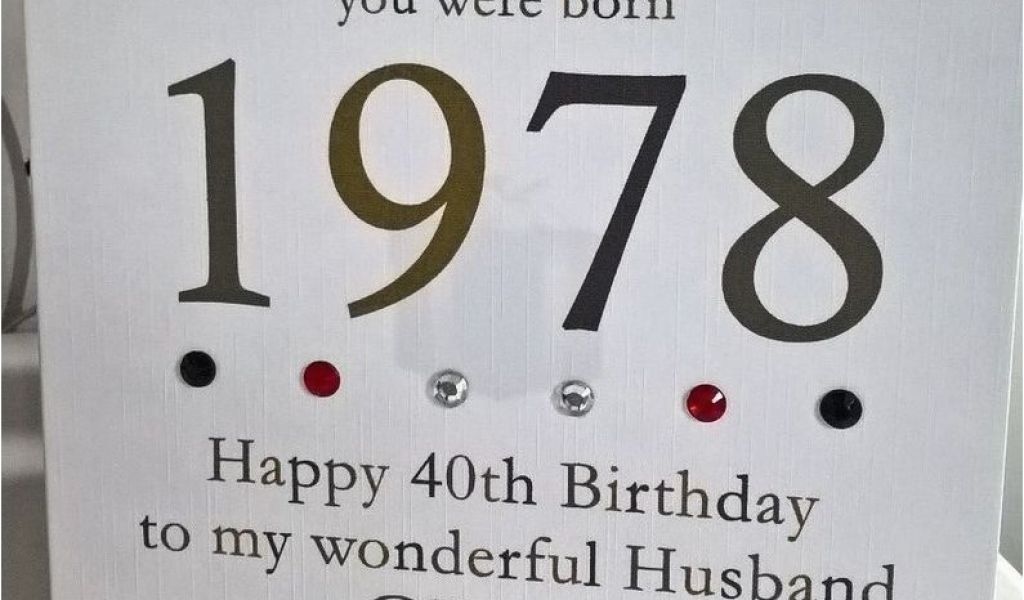 you were born
1978
Happy 40th Birthday
to my wonderful Husband